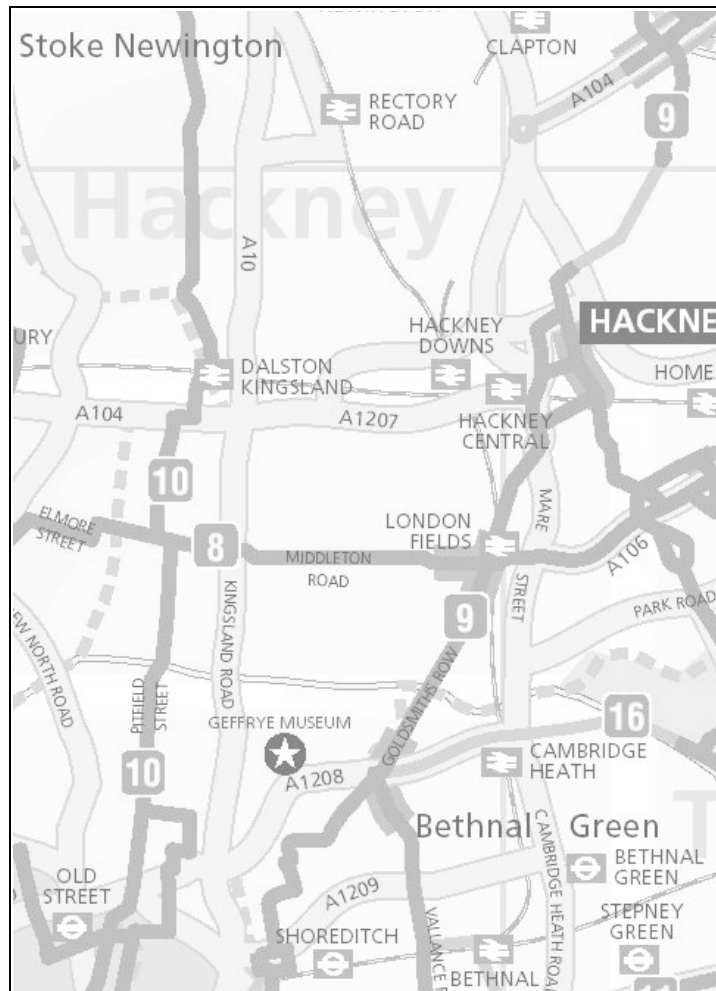 Stoke Newington
CLAPTON
A104
RECTORY
ROAD
9
Hackney
A10
HACKNE
URY
HACKNEY
DOWNS
DALSTON
KINGSLAND
HOME
A104
A1207
HACKNEY
CENTRAL
10
MARE
STREET
ELMORE
STREET
8
LONDON
FIELDS
MIDDLETON
ROAD
A106
KINGSLAND ROAD
9
PARK ROAD
EW NORTH ROAD
PITFIELD
STREET
GOLDSMITHS ROW
GEFFRYE MUSEUM
16
10
A1208
CAMBRIDGE
HEATH
Bethnal Green
CAMBRIDGE HEATH ROAD
OLD
STREET
BETHNAL
GREEN
A1209
VALLANCE
STEPNEY
GREEN
SHOREDITCH
BETHNAL